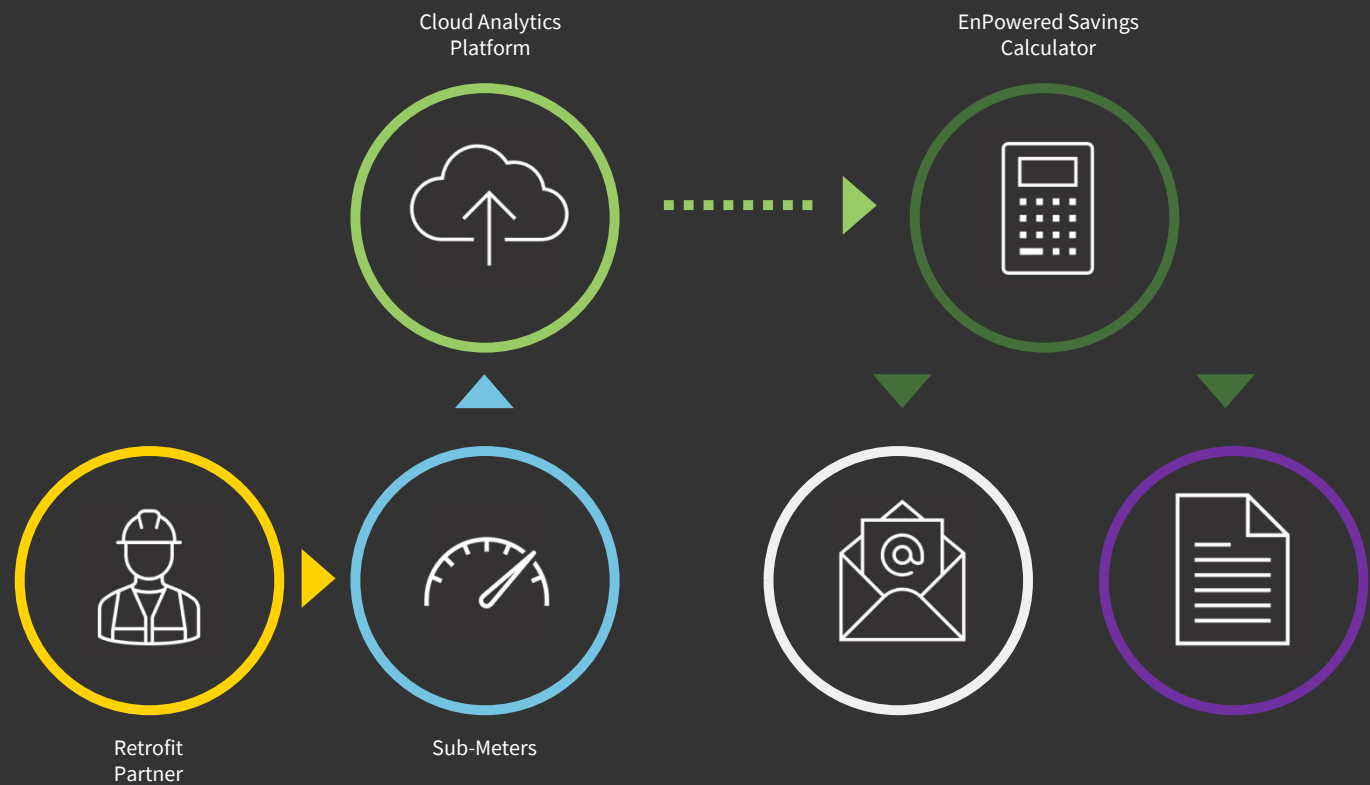 Cloud Analytics
Platform
EnPowered Savings
Calculator
Retrofit
Partner
Sub-Meters